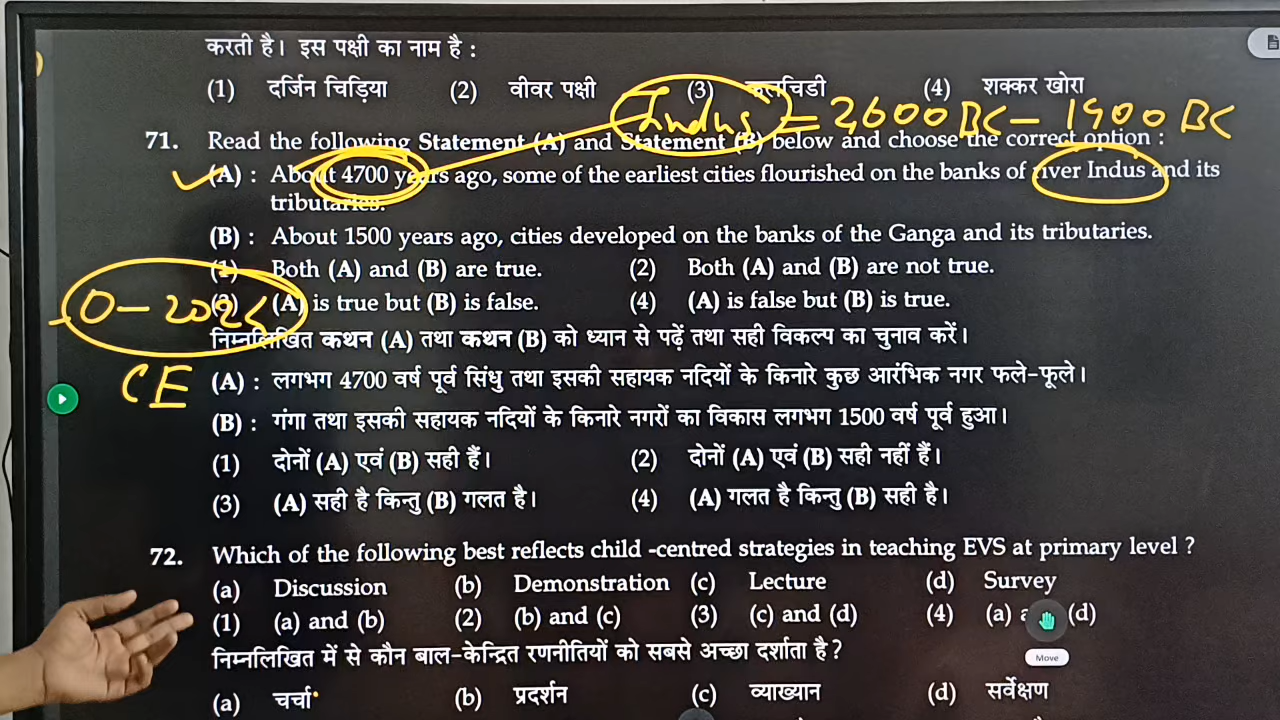 करती है। इस पक्षी का नाम है :
(1) दर्जिन चिड़िया (2) वीवर पक्षी (3) (4) शक्कर खोरा
Indus = 2600 BC - 1900 BC
71. Read the following Statement (A) and Statement (B) below and choose the correct option :
(A) : About 4700 years ago, some of the earliest cities flourished on the banks of river Indus and its
tributaries.
(B) : About 1500 years ago, cities developed on the banks of the Ganga and its tributaries.
(1) Both (A) and (B) are true. (2) Both (A) and (B) are not true.
(3) (A) is true but (B) is false. (4) (A) is false but (B) is true.
0-202
CE
निम्नलिखित कथन (A) तथा कथन (B) को ध्यान से पढ़ें तथा सही विकल्प का चुनाव करें।
(A) : लगभग 4700 वर्ष पूर्व सिंधु तथा इसकी सहायक नदियों के किनारे कुछ आरंभिक नगर फले-फूले।
(B) : गंगा तथा इसकी सहायक नदियों के किनारे नगरों का विकास लगभग 1500 वर्ष पूर्व हुआ।
(1) दोनों (A) एवं (B) सही हैं। (2) दोनों (A) एवं (B) सही नहीं हैं।
(3) (A) सही है किन्तु (B) गलत है। (4) (A) गलत है किन्तु (B) सही है।
72. Which of the following best reflects child -centred strategies in teaching EVS at primary level ?
(a) Discussion (b) Demonstration (c) Lecture (d) Survey
(1) (a) and (b) (2) (b) and (c) (3) (c) and (d) (4) (a) (d)
Move
निम्नलिखित में से कौन बाल-केन्द्रित रणनीतियों को सबसे अच्छा दर्शाता है ?
(a) चर्चा (b) प्रदर्शन (c) व्याख्यान (d) सर्वेक्षण